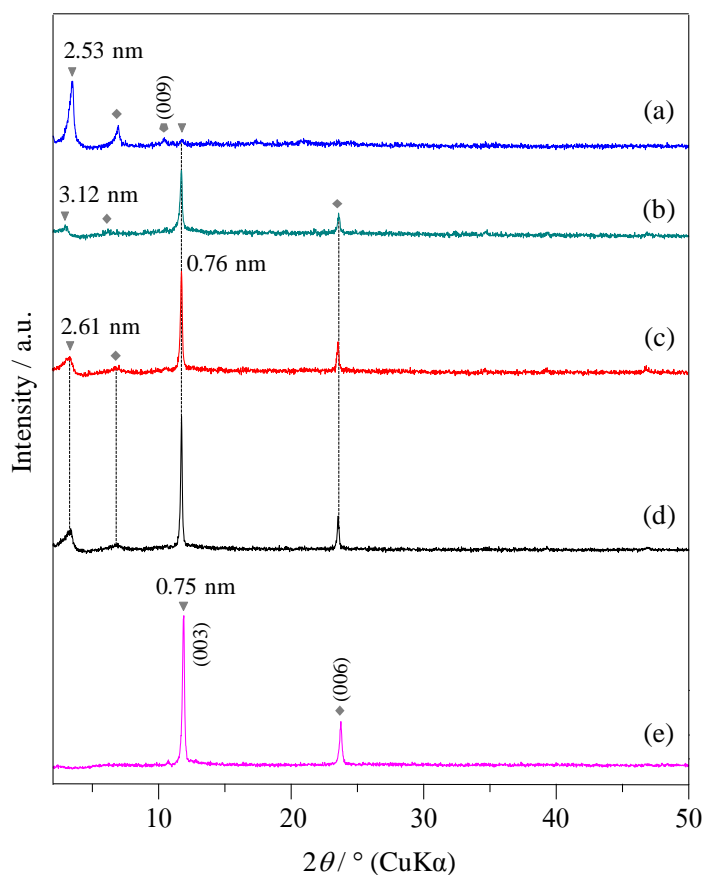 2.53 nm
(009)
(a)
3.12 nm
(b)
0.76 nm
2.61 nm
(c)
(d)
0.75 nm
(003)
(006)
(e)
Intensity / a.u.
10 20 30 40 50
2θ / ° (CuKα)